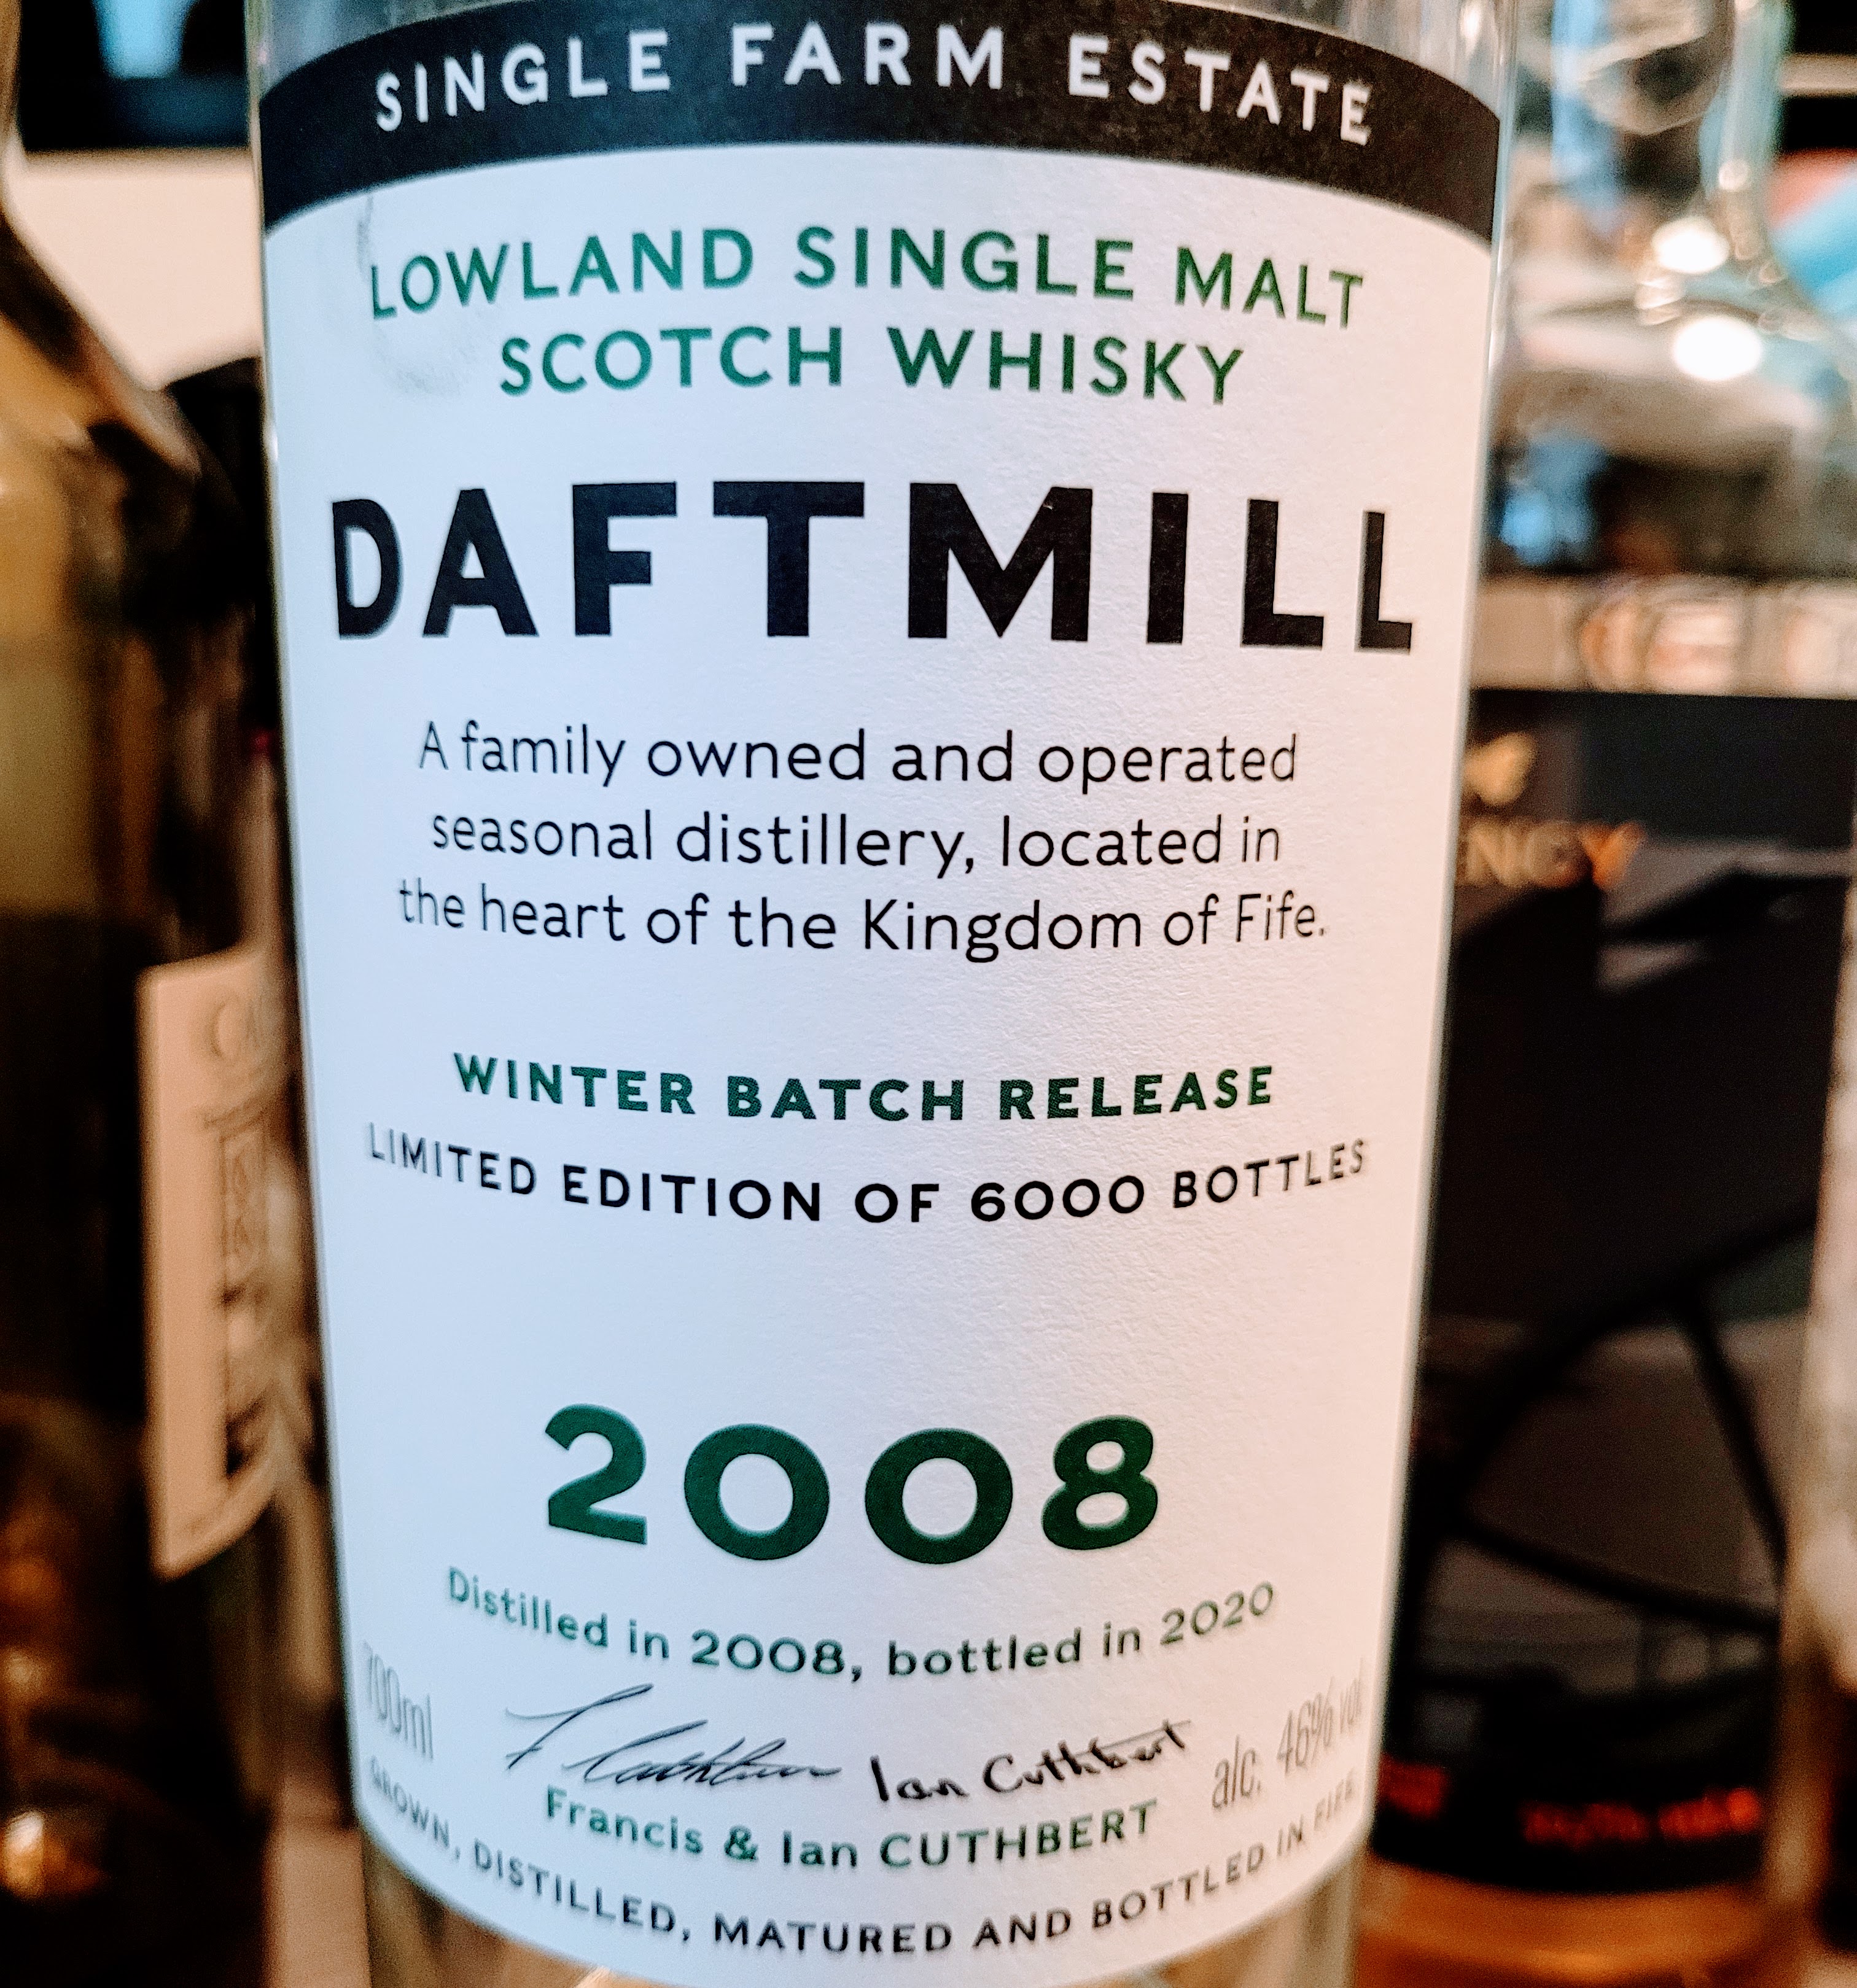 SINGLE FARM ESTATE
LOWLAND SINGLE MALT
SCOTCH WHISKY
DAFTMILL
A family owned and operated
seasonal distillery, located in
the heart of the Kingdom of Fife.
WINTER BATCH RELEASE
LIMITED EDITION OF 6000 BOTTLES
2008
Distilled in 2008, bottled in 2020
700ml
F Cuthbert Ian Cuthbert
alc. 46% vol
Francis & Ian CUTHBERT
GROWN, DISTILLED, MATURED AND BOTTLED IN FIFE